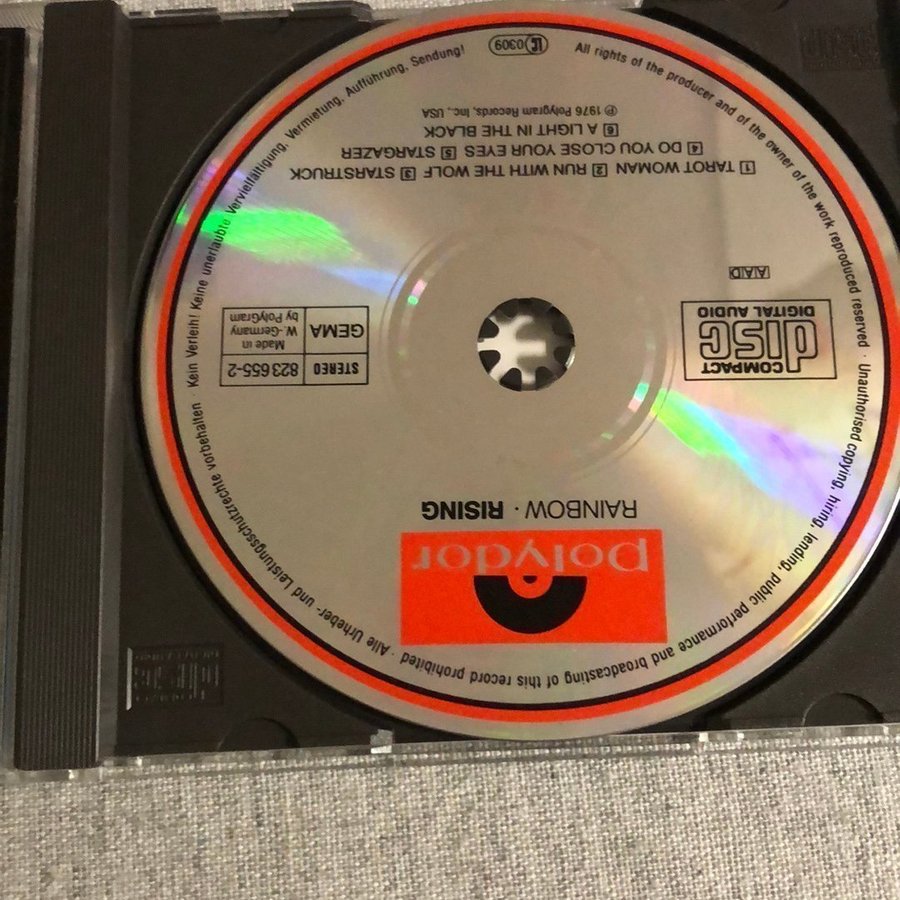 polydor
RAINBOW · RISING
COMPACT
disc
DIGITAL AUDIO
AAD
STEREO
823 655-2
GEMA
Made in
W.-Germany
by PolyGram
1 TAROT WOMAN 2 RUN WITH THE WOLF 3 STARSTRUCK
4 DO YOU CLOSE YOUR EYES 5 STARGAZER
6 A LIGHT IN THE BLACK
℗ 1976 Polygram Records, Inc., USA
LC 0309
Alle Urheber- und Leistungsschutzrechte vorbehalten · Kein Verleih! Keine unerlaubte Vervielfältigung, Vermietung, Aufführung, Sendung!
All rights of the producer and of the owner of the work reproduced reserved · Unauthorised copying, hiring, lending, public performance and broadcasting of this record prohibited ·